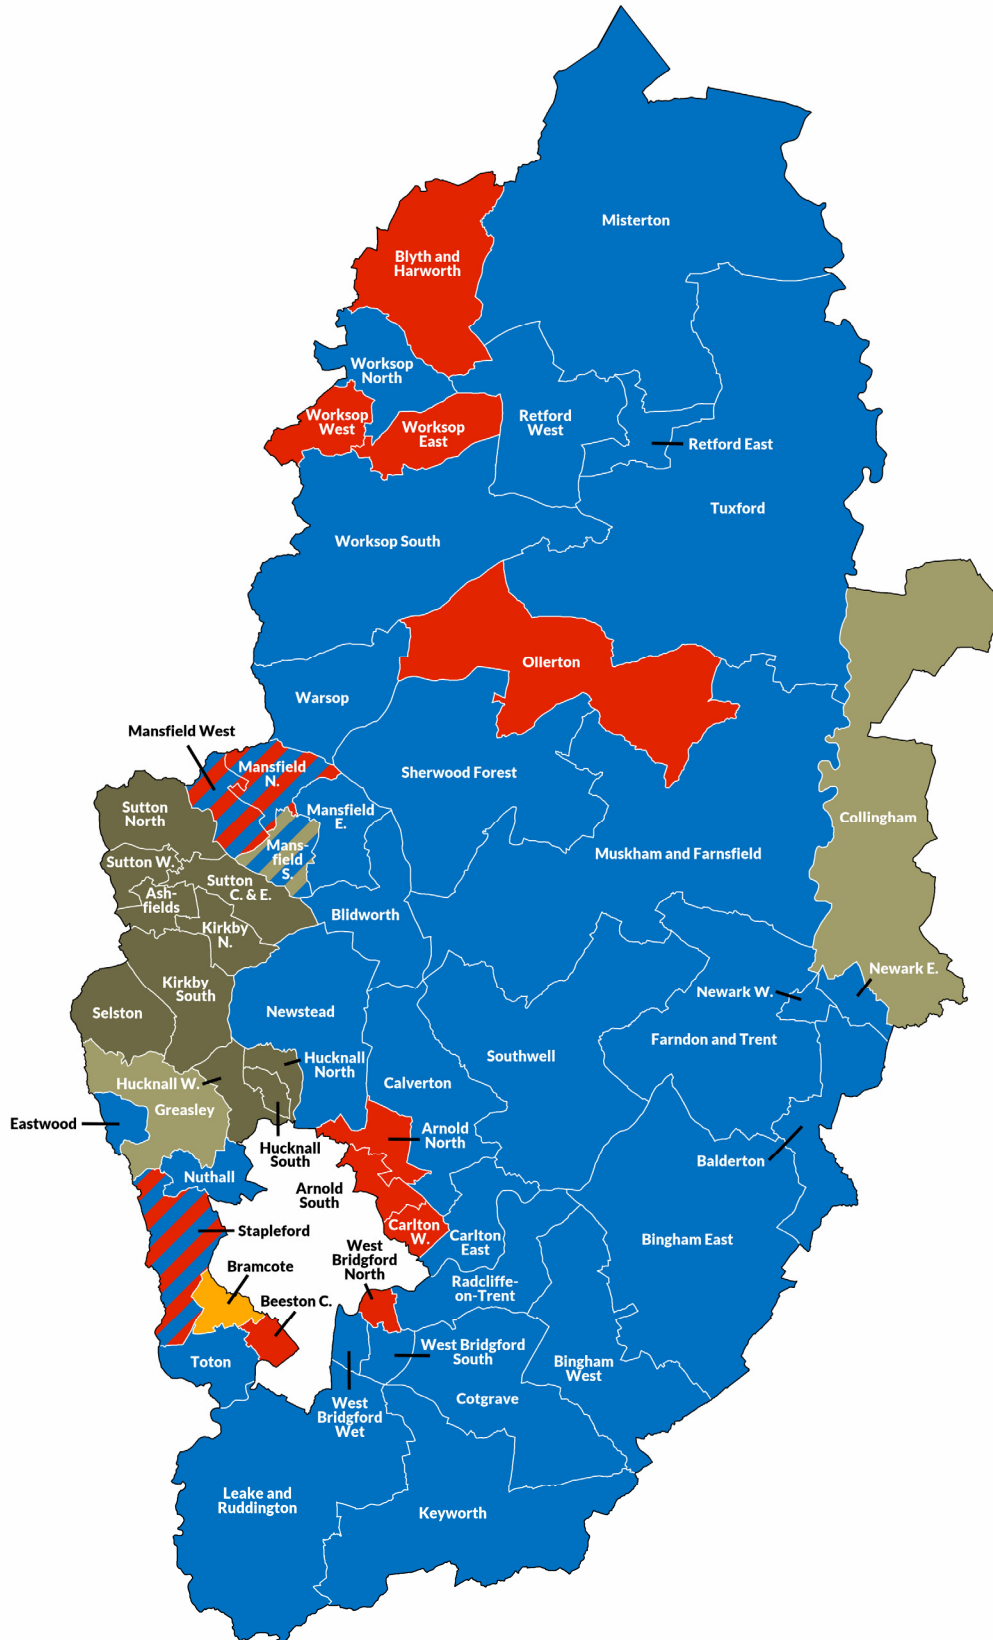 Misterton
Blyth and
Harworth
Worksop
North
Worksop
West
Worksop
East
Retford
West
Retford East
Tuxford
Worksop South
Ollerton
Warsop
Mansfield West
Mansfield
N.
Sherwood Forest
Mansfield
E.
Sutton
North
Collingham
Mans-
field
S.
Muskham and Farnsfield
Sutton W.
Sutton
C. & E.
Ash-
fields
Blidworth
Kirkby
N.
Newark E.
Kirkby
South
Newark W.
Selston
Newstead
Farndon and Trent
Southwell
Hucknall
North
Hucknall W.
Calverton
Greasley
Eastwood
Arnold
North
Hucknall
South
Balderton
Nuthall
Arnold
South
Stapleford
Carlton
W.
Carlton
East
Bingham East
West
Bridgford
North
Bramcote
Radcliffe-
on-Trent
Beeston C.
West Bridgford
South
Toton
Bingham
West
Cotgrave
West
Bridgford
Wet
Leake and
Ruddington
Keyworth